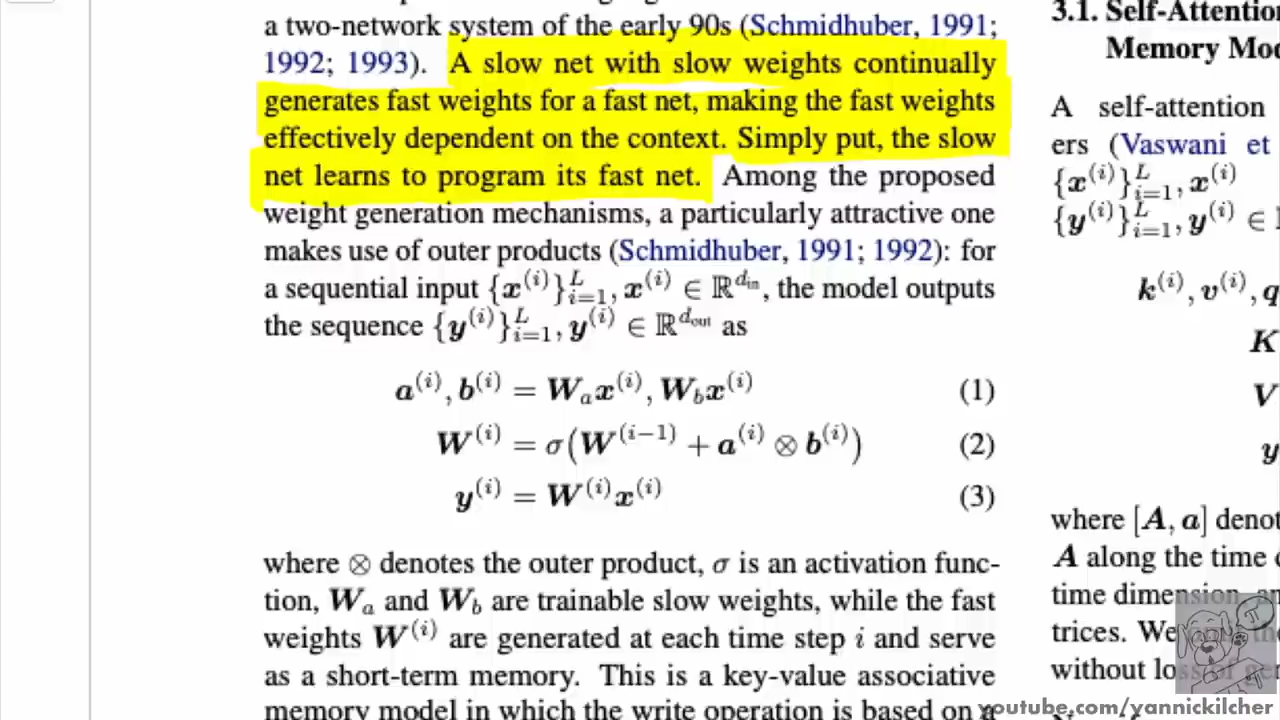 a two-network system of the early 90s (Schmidhuber, 1991;
1992; 1993). A slow net with slow weights continually
generates fast weights for a fast net, making the fast weights
effectively dependent on the context. Simply put, the slow
net learns to program its fast net. Among the proposed
weight generation mechanisms, a particularly attractive one
makes use of outer products (Schmidhuber, 1991; 1992): for
a sequential input {x^(i)}_{i=1}^L, x^(i) ∈ ℝ^{d_in}, the model outputs
the sequence {y^(i)}_{i=1}^L, y^(i) ∈ ℝ^{d_out} as
a^(i), b^(i) = W_a x^(i), W_b x^(i) (1)
W^(i) = σ(W^(i−1) + a^(i) ⊗ b^(i)) (2)
y^(i) = W^(i) x^(i) (3)
where ⊗ denotes the outer product, σ is an activation func-
tion, W_a and W_b are trainable slow weights, while the fast
weights W^(i) are generated at each time step i and serve
as a short-term memory. This is a key-value associative
memory model in which the write operation is based on a
3.1. Self-Attention
Memory
A self-attention
ers (Vaswani et
{x^(i)}_{i=1}^L, x^(i)
{y^(i)}_{i=1}^L, y^(i) ∈
k^(i), v^(i), q
K
V
y
where [A, a]
A along the time
time dimension,
trices. We
without
π
youtube.com/yannickilcher